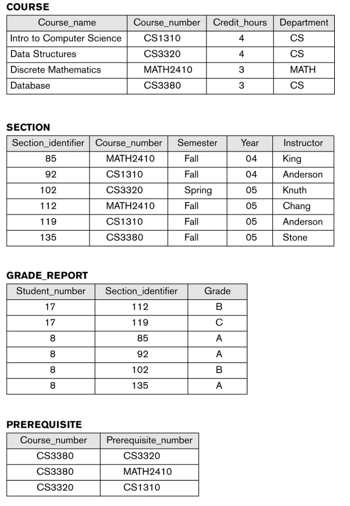 COURSE
Course_name Course_number Credit_hours Department
Intro to Computer Science CS1310 4 CS
Data Structures CS3320 4 CS
Discrete Mathematics MATH2410 3 MATH
Database CS3380 3 CS
SECTION
Section_identifier Course_number Semester Year Instructor
85 MATH2410 Fall 04 King
92 CS1310 Fall 04 Anderson
102 CS3320 Spring 05 Knuth
112 MATH2410 Fall 05 Chang
119 CS1310 Fall 05 Anderson
135 CS3380 Fall 05 Stone
GRADE_REPORT
Student_number Section_identifier Grade
17 112 B
17 119 C
8 85 A
8 92 A
8 102 B
8 135 A
PREREQUISITE
Course_number Prerequisite_number
CS3380 CS3320
CS3380 MATH2410
CS3320 CS1310